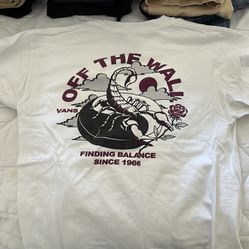 OFF THE WALL
VANS
FINDING BALANCE
SINCE 1966